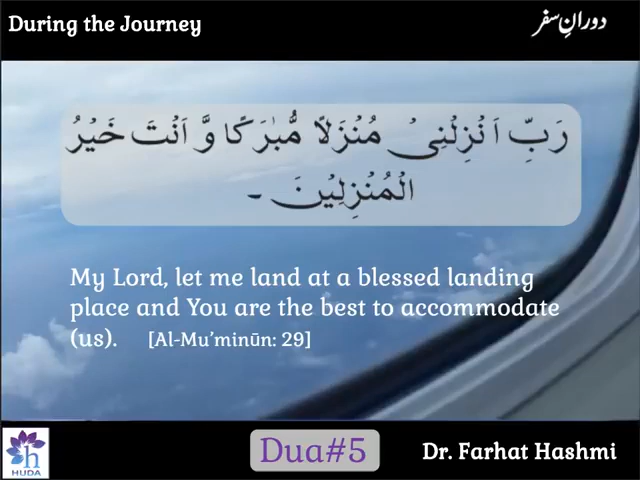 During the Journey
دورانِ سفر
رَبِّ اَنْزِلْنِیْ مُنْزَلًا مُّبٰرَكًا وَّ اَنْتَ خَیْرُ
الْمُنْزِلِیْنَ ۔
My Lord, let me land at a blessed landing
place and You are the best to accommodate
(us). [Al-Mu’minūn: 29]
h
HUDA
Dua#5
Dr. Farhat Hashmi